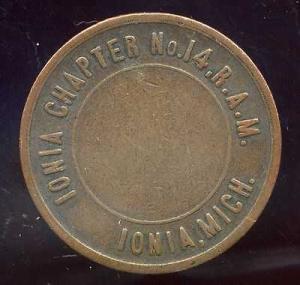 IONIA CHAPTER No.14.R.A.M.
IONIA,MICH.